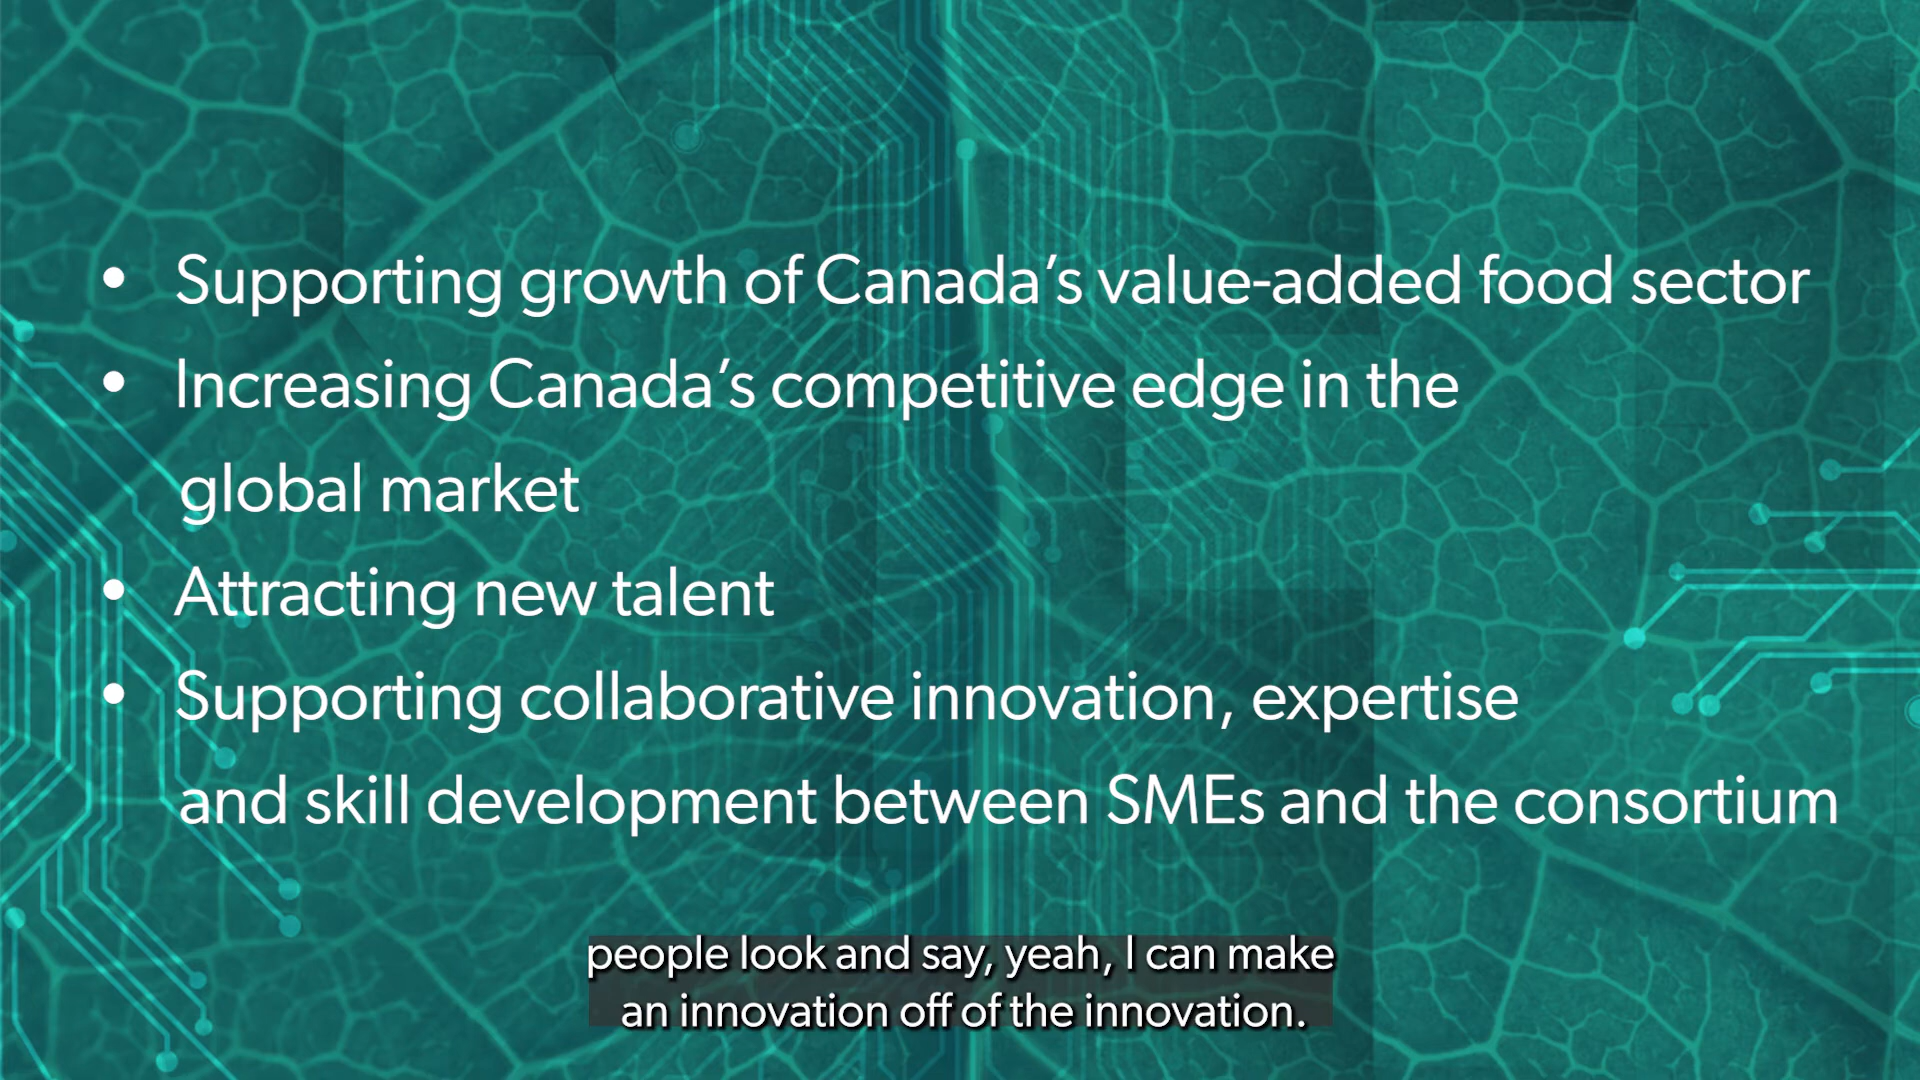 • Supporting growth of Canada’s value-added food sector
• Increasing Canada’s competitive edge in the
global market
• Attracting new talent
• Supporting collaborative innovation, expertise
and skill development between SMEs and the consortium
people look and say, yeah, I can make
an innovation off of the innovation.